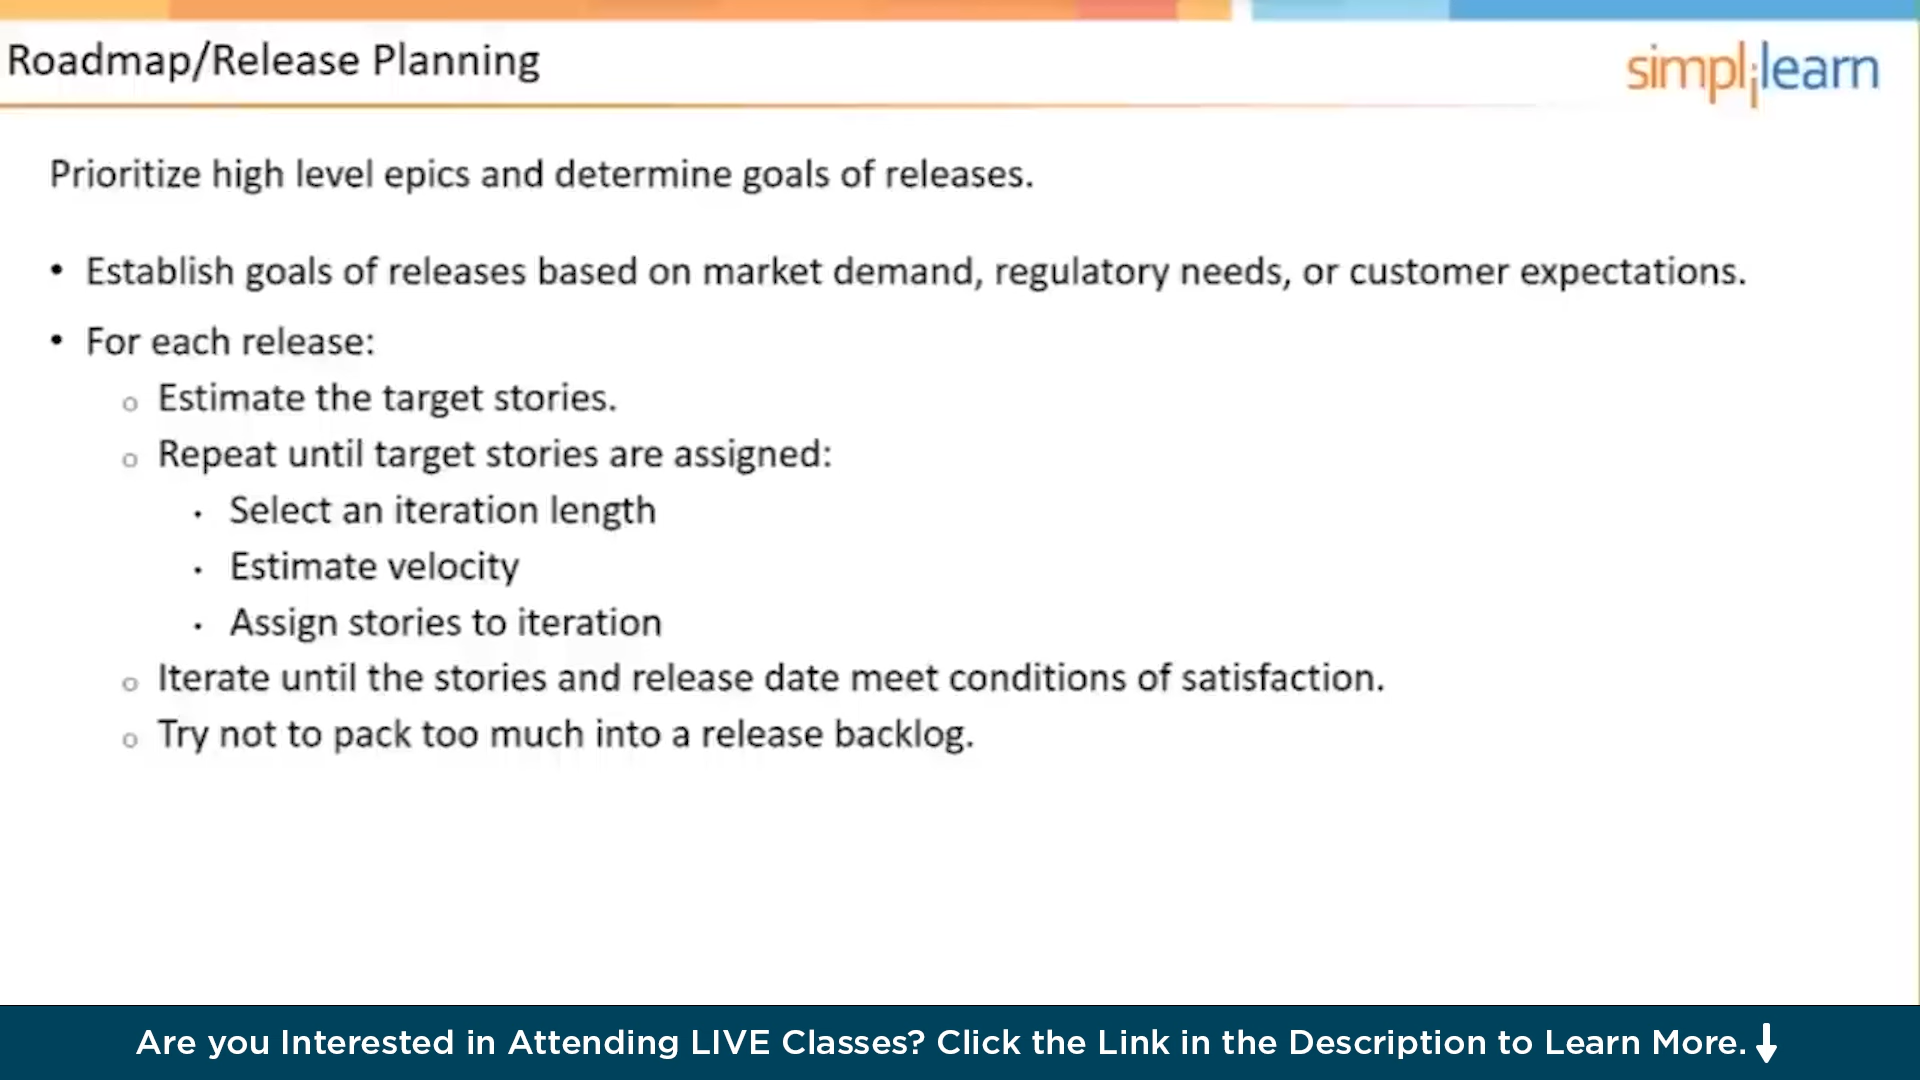 Roadmap/Release Planning
simplilearn
Prioritize high level epics and determine goals of releases.
• Establish goals of releases based on market demand, regulatory needs, or customer expectations.
• For each release:
o Estimate the target stories.
o Repeat until target stories are assigned:
• Select an iteration length
• Estimate velocity
• Assign stories to iteration
o Iterate until the stories and release date meet conditions of satisfaction.
o Try not to pack too much into a release backlog.
Are you Interested in Attending LIVE Classes? Click the Link in the Description to Learn More.